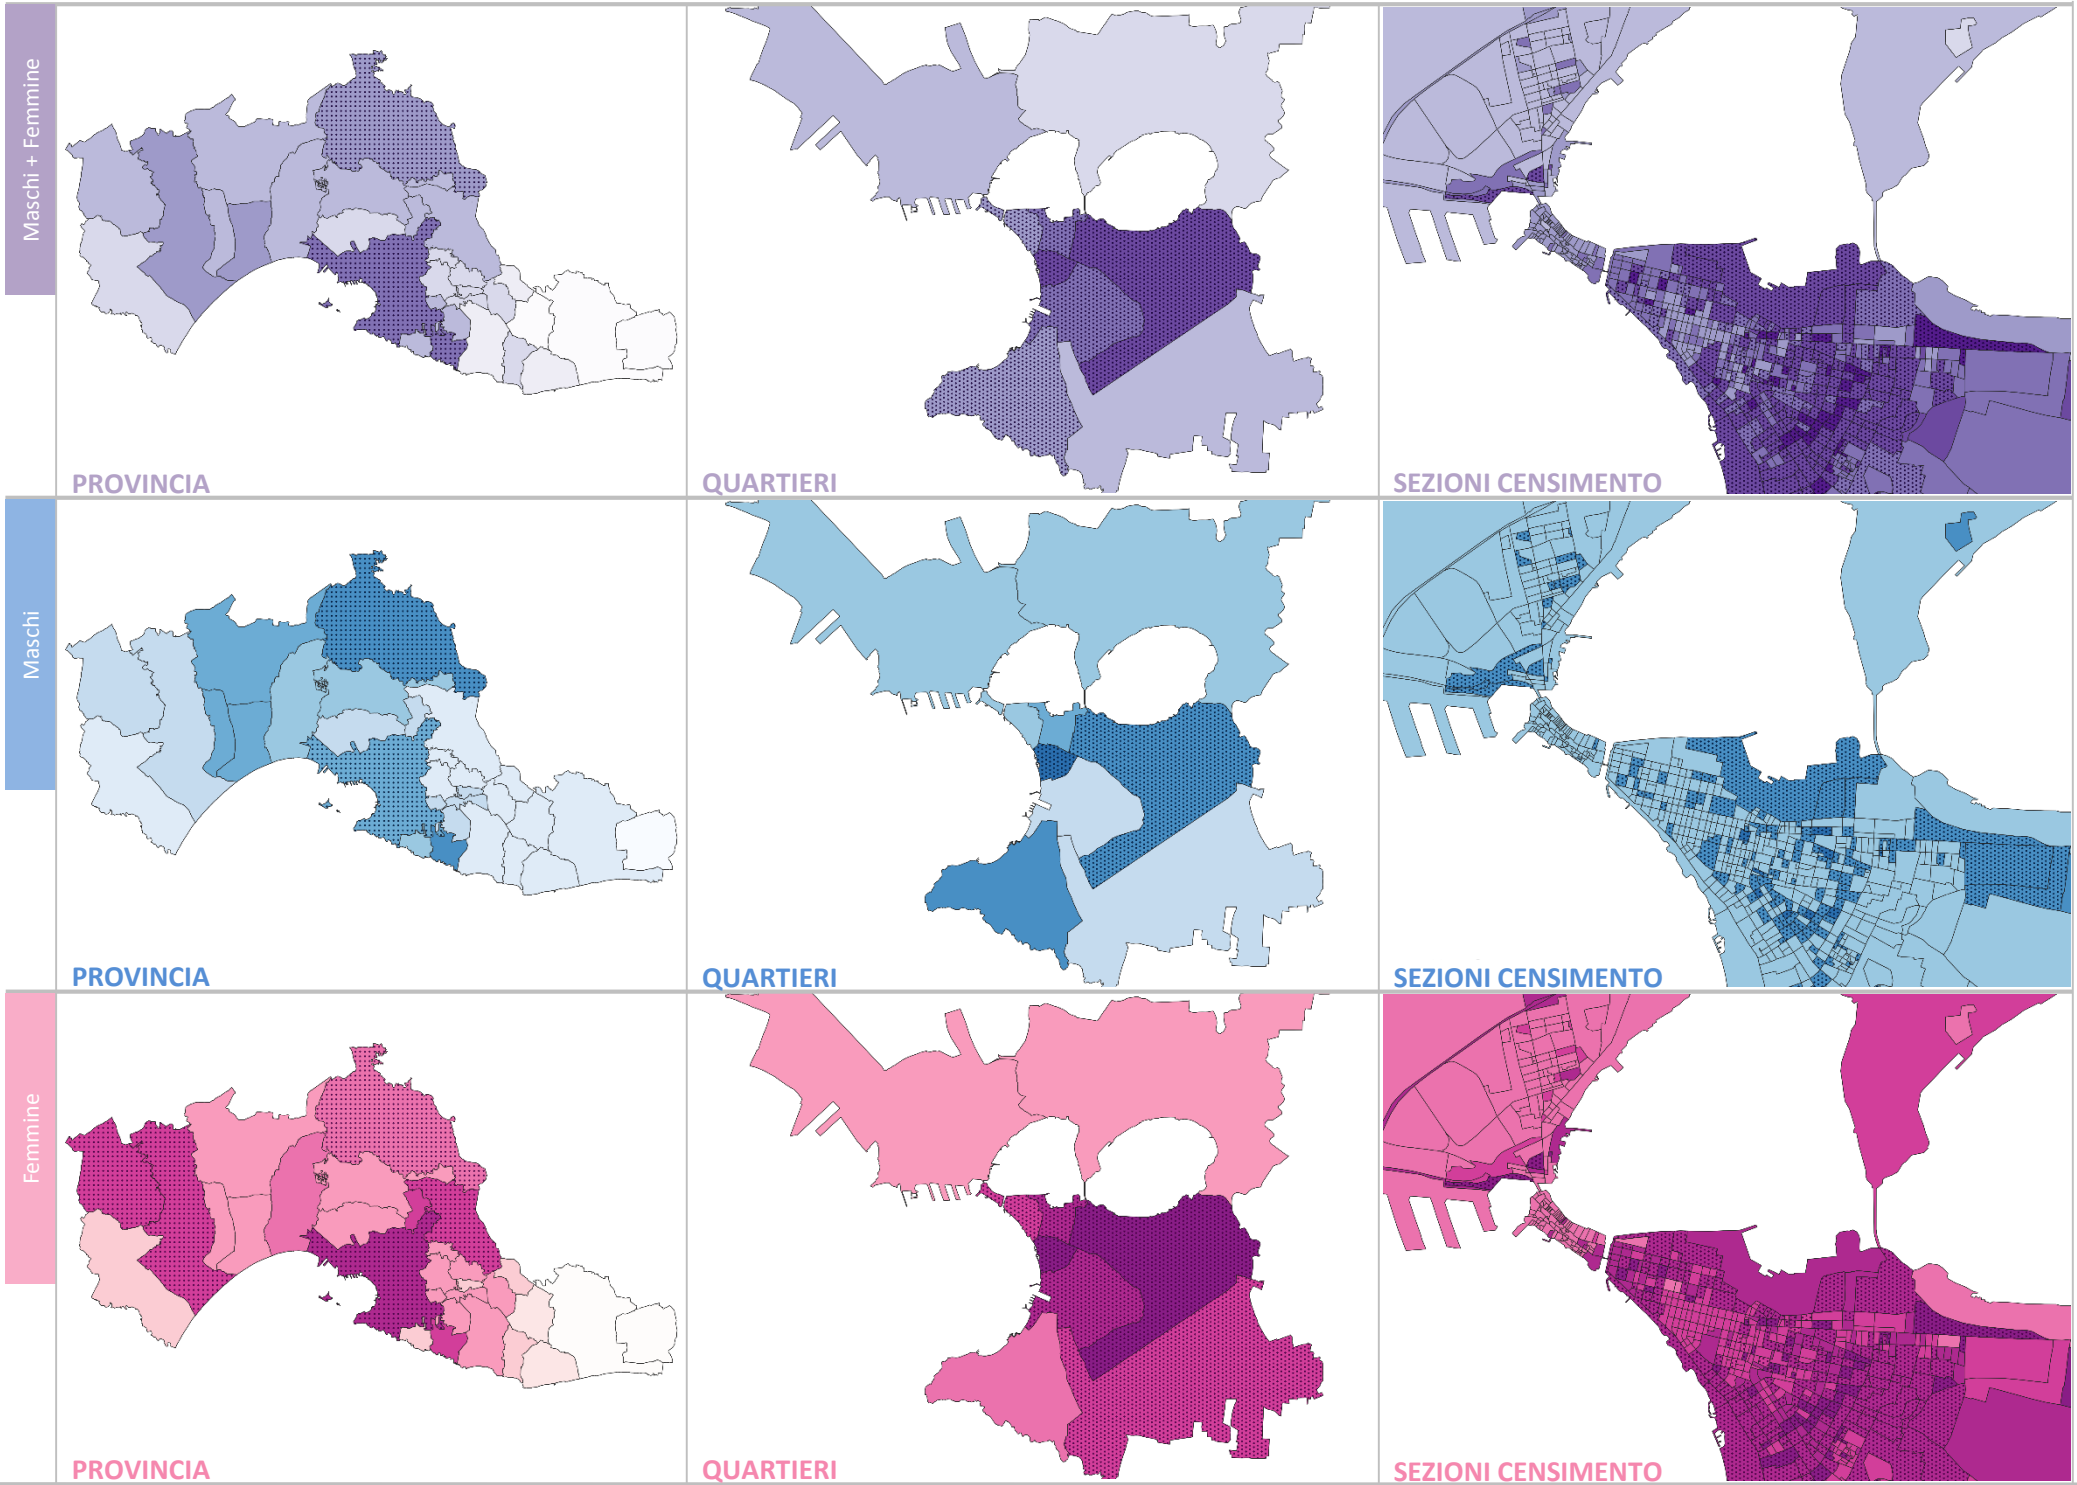 Maschi + Femmine
PROVINCIA
QUARTIERI
SEZIONI CENSIMENTO
Maschi
PROVINCIA
QUARTIERI
SEZIONI CENSIMENTO
Femmine
PROVINCIA
QUARTIERI
SEZIONI CENSIMENTO